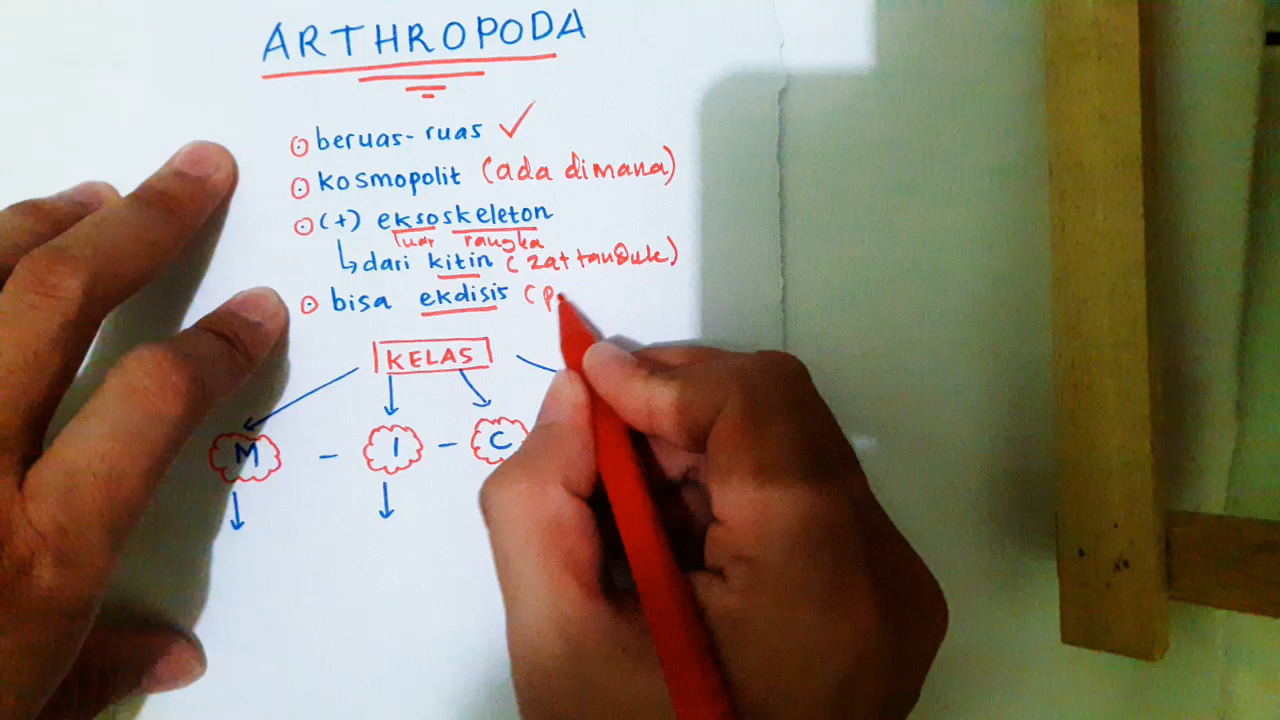 ARTHROPODA
beruas-ruas
kosmopolit (ada dimana)
(+) eksoskeleton
luar rangka
dari kitin (zat tanduk)
bisa ekdisis (p
KELAS
M - I - C